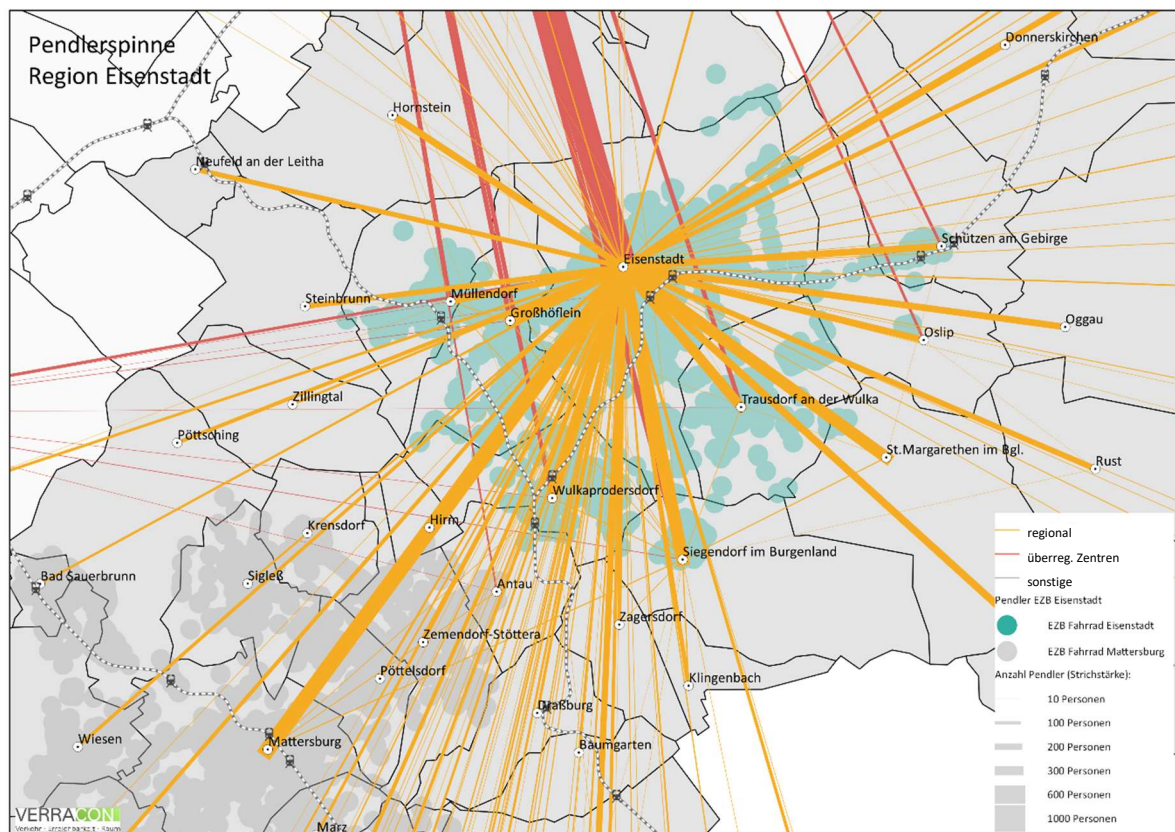 Pendlerspinne
Region Eisenstadt
Donnerskirchen
Hornstein
Neufeld an der Leitha
Schützen am Gebirge
Eisenstadt
Müllendorf
Steinbrunn
Großhöflein
Oggau
Oslip
Zillingtal
Trausdorf an der Wulka
Pöttsching
St.Margarethen im Bgl.
Rust
Wulkaprodersdorf
Hirm
Krensdorf
Siegendorf im Burgenland
Bad Sauerbrunn
Sigleß
Antau
Zagersdorf
Zemendorf-Stöttera
Pöttelsdorf
Klingenbach
Draßburg
Wiesen
Mattersburg
Baumgarten
Marz
regional
überreg. Zentren
sonstige
Pendler EZB Eisenstadt
EZB Fahrrad Eisenstadt
EZB Fahrrad Mattersburg
Anzahl Pendler (Strichstärke):
10 Personen
100 Personen
200 Personen
300 Personen
600 Personen
1000 Personen
VERRACON
Verkehr · Erreichbarkeit · Raum